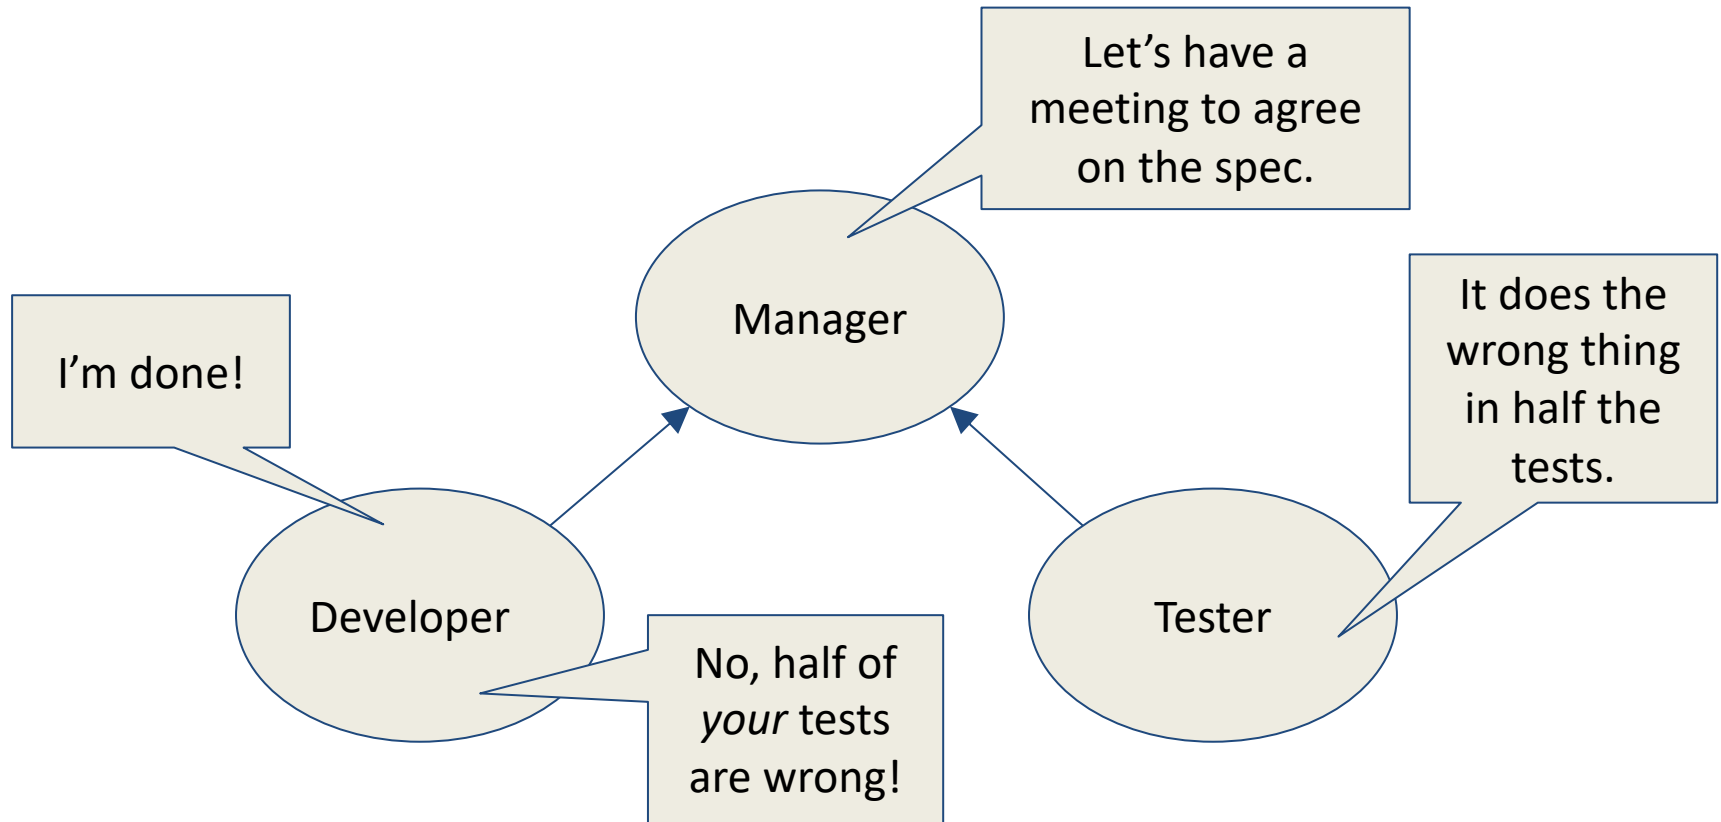 Let’s have a
meeting to agree
on the spec.
Manager
I’m done!
It does the
wrong thing
in half the
tests.
Developer
Tester
No, half of
your tests
are wrong!